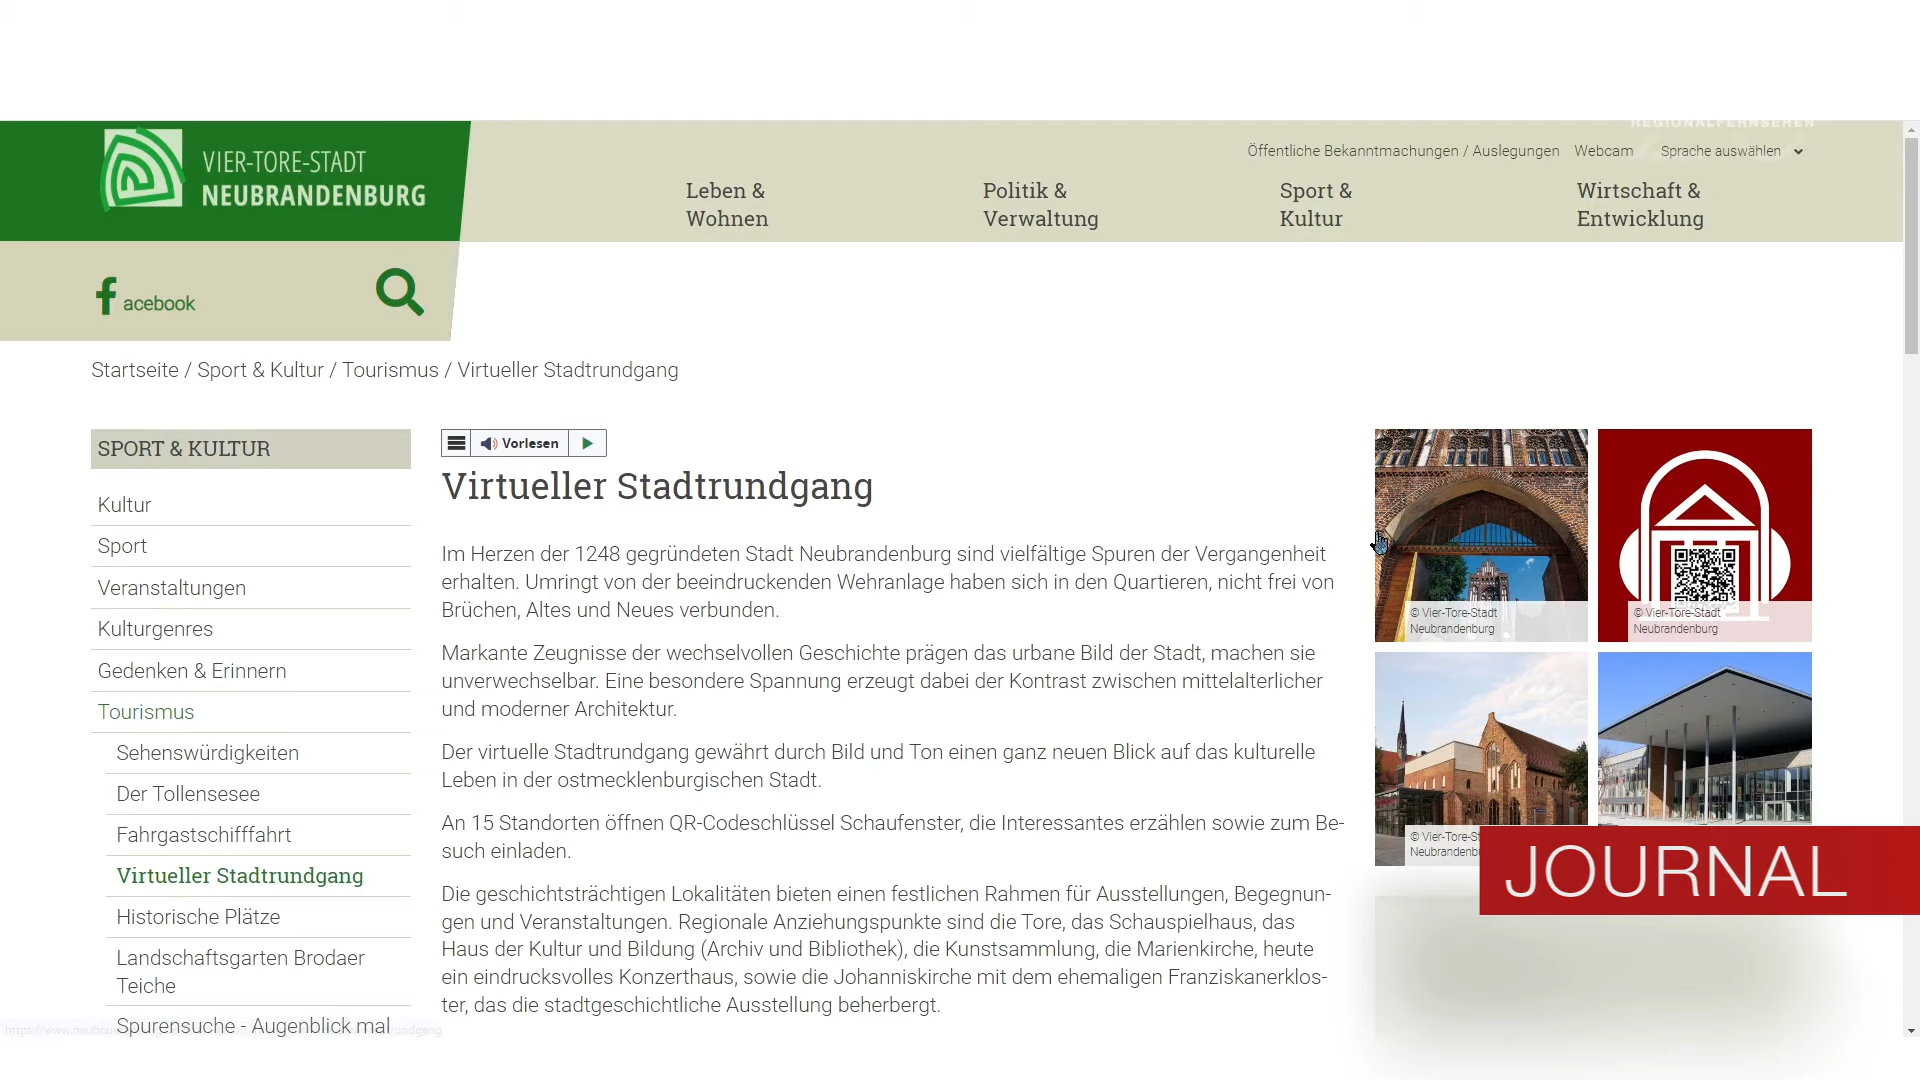 REGIONALFERNSEHEN
VIER-TORE-STADT
NEUBRANDENBURG
Öffentliche Bekanntmachungen / Auslegungen
Webcam
Sprache auswählen
Leben &
Wohnen
Politik &
Verwaltung
Sport &
Kultur
Wirtschaft &
Entwicklung
facebook
Startseite / Sport & Kultur / Tourismus / Virtueller Stadtrundgang
SPORT & KULTUR
Kultur
Sport
Veranstaltungen
Kulturgenres
Gedenken & Erinnern
Tourismus
Sehenswürdigkeiten
Der Tollensesee
Fahrgastschifffahrt
Virtueller Stadtrundgang
Historische Plätze
Landschaftsgarten Brodaer
Teiche
Spurensuche - Augenblick mal
Vorlesen
Virtueller Stadtrundgang
Im Herzen der 1248 gegründeten Stadt Neubrandenburg sind vielfältige Spuren der Vergangenheit
erhalten. Umringt von der beeindruckenden Wehranlage haben sich in den Quartieren, nicht frei von
Brüchen, Altes und Neues verbunden.
Markante Zeugnisse der wechselvollen Geschichte prägen das urbane Bild der Stadt, machen sie
unverwechselbar. Eine besondere Spannung erzeugt dabei der Kontrast zwischen mittelalterlicher
und moderner Architektur.
Der virtuelle Stadtrundgang gewährt durch Bild und Ton einen ganz neuen Blick auf das kulturelle
Leben in der ostmecklenburgischen Stadt.
An 15 Standorten öffnen QR-Codeschlüssel Schaufenster, die Interessantes erzählen sowie zum Be-
such einladen.
Die geschichtsträchtigen Lokalitäten bieten einen festlichen Rahmen für Ausstellungen, Begegnun-
gen und Veranstaltungen. Regionale Anziehungspunkte sind die Tore, das Schauspielhaus, das
Haus der Kultur und Bildung (Archiv und Bibliothek), die Kunstsammlung, die Marienkirche, heute
ein eindrucksvolles Konzerthaus, sowie die Johanniskirche mit dem ehemaligen Franziskanerklos-
ter, das die stadtgeschichtliche Ausstellung beherbergt.
© Vier-Tore-Stadt
Neubrandenburg
© Vier-Tore-Stadt
Neubrandenburg
© Vier-Tore-St
Neubrandenbu
JOURNAL